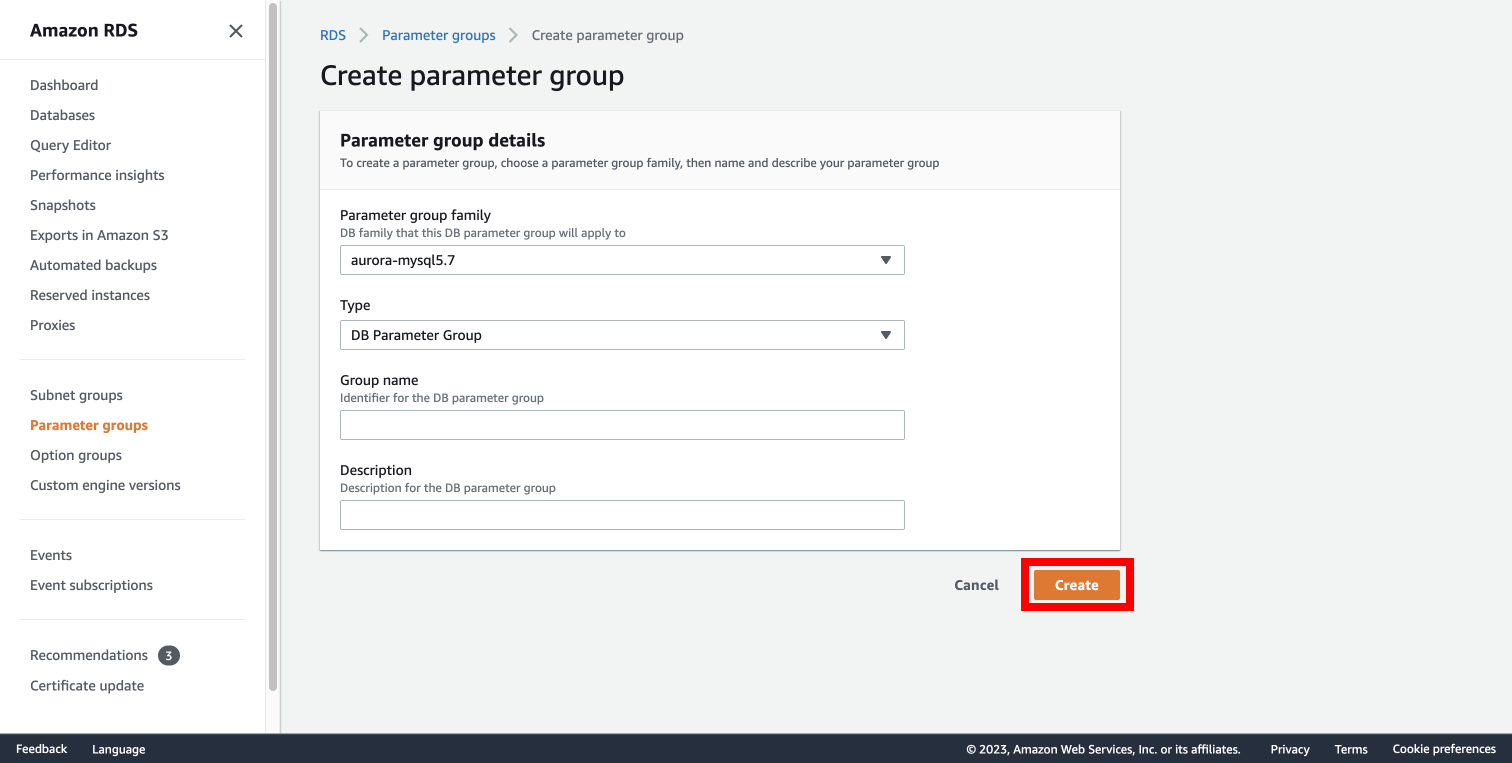 Amazon RDS
Dashboard
Databases
Query Editor
Performance insights
Snapshots
Exports in Amazon S3
Automated backups
Reserved instances
Proxies
Subnet groups
Parameter groups
Option groups
Custom engine versions
Events
Event subscriptions
Recommendations 3
Certificate update
RDS Parameter groups Create parameter group
Create parameter group
Parameter group details
To create a parameter group, choose a parameter group family, then name and describe your parameter group
Parameter group family
DB family that this DB parameter group will apply to
aurora-mysql5.7
Type
DB Parameter Group
Group name
Identifier for the DB parameter group
Description
Description for the DB parameter group
Cancel Create
Feedback Language © 2023, Amazon Web Services, Inc. or its affiliates. Privacy Terms Cookie preferences